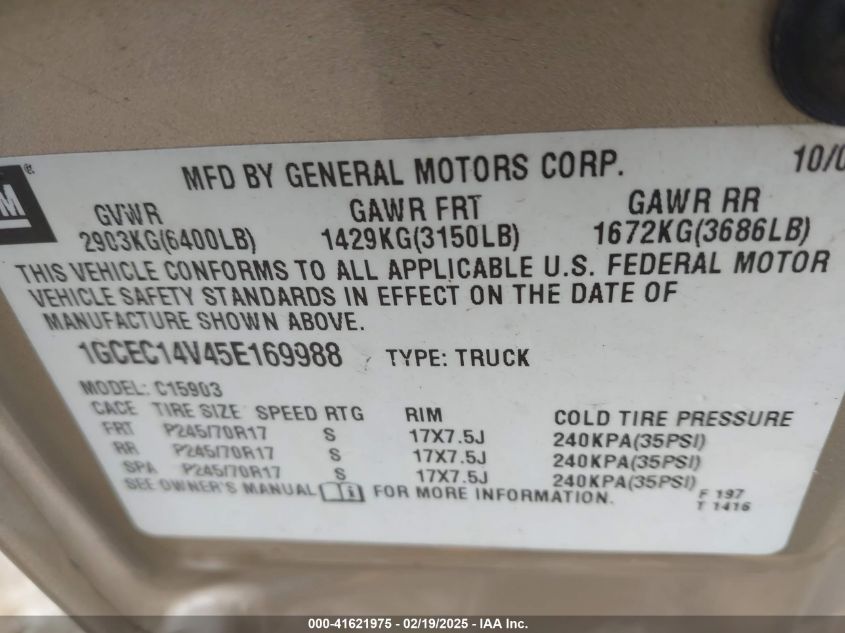 M ®
MFD BY GENERAL MOTORS CORP. 10/0
GVWR GAWR FRT GAWR RR
2903KG(6400LB) 1429KG(3150LB) 1672KG(3686LB)
THIS VEHICLE CONFORMS TO ALL APPLICABLE U.S. FEDERAL MOTOR
VEHICLE SAFETY STANDARDS IN EFFECT ON THE DATE OF
MANUFACTURE SHOWN ABOVE.
1GCEC14V45E169988 TYPE: TRUCK
MODEL: C15903
CACE TIRE SIZE SPEED RTG RIM COLD TIRE PRESSURE
FRT P245/70R17 S 17X7.5J 240KPA(35PSI)
RR P245/70R17 S 17X7.5J 240KPA(35PSI)
SPA P245/70R17 S 17X7.5J 240KPA(35PSI)
SEE OWNER'S MANUAL FOR MORE INFORMATION.
F 197
T 1416
000-41621975 - 02/19/2025 - IAA Inc.